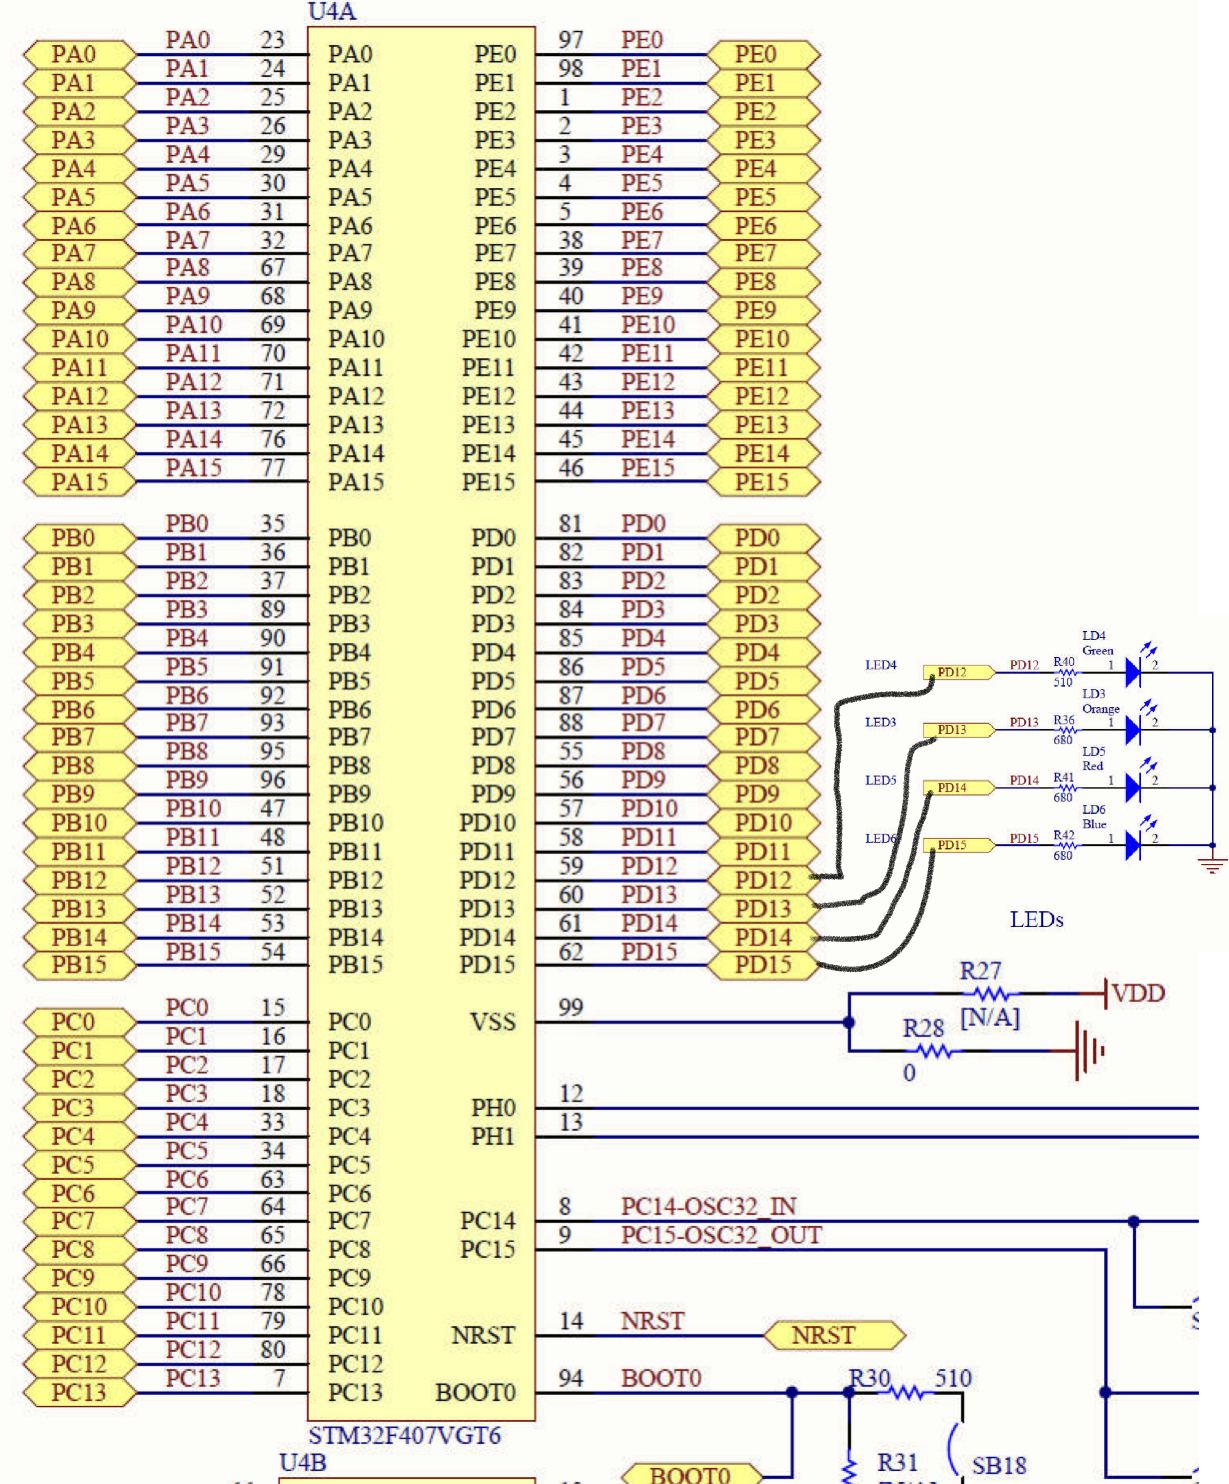 U4A
PA0 PA0 23 PA0 PE0 97 PE0 PE0
PA1 PA1 24 PA1 PE1 98 PE1 PE1
PA2 PA2 25 PA2 PE2 1 PE2 PE2
PA3 PA3 26 PA3 PE3 2 PE3 PE3
PA4 PA4 29 PA4 PE4 3 PE4 PE4
PA5 PA5 30 PA5 PE5 4 PE5 PE5
PA6 PA6 31 PA6 PE6 5 PE6 PE6
PA7 PA7 32 PA7 PE7 38 PE7 PE7
PA8 PA8 67 PA8 PE8 39 PE8 PE8
PA9 PA9 68 PA9 PE9 40 PE9 PE9
PA10 PA10 69 PA10 PE10 41 PE10 PE10
PA11 PA11 70 PA11 PE11 42 PE11 PE11
PA12 PA12 71 PA12 PE12 43 PE12 PE12
PA13 PA13 72 PA13 PE13 44 PE13 PE13
PA14 PA14 76 PA14 PE14 45 PE14 PE14
PA15 PA15 77 PA15 PE15 46 PE15 PE15
PB0 PB0 35 PB0 PD0 81 PD0 PD0
PB1 PB1 36 PB1 PD1 82 PD1 PD1
PB2 PB2 37 PB2 PD2 83 PD2 PD2
PB3 PB3 89 PB3 PD3 84 PD3 PD3
PB4 PB4 90 PB4 PD4 85 PD4 PD4
PB5 PB5 91 PB5 PD5 86 PD5 PD5
PB6 PB6 92 PB6 PD6 87 PD6 PD6
PB7 PB7 93 PB7 PD7 88 PD7 PD7
PB8 PB8 95 PB8 PD8 55 PD8 PD8
PB9 PB9 96 PB9 PD9 56 PD9 PD9
PB10 PB10 47 PB10 PD10 57 PD10 PD10
PB11 PB11 48 PB11 PD11 58 PD11 PD11
PB12 PB12 51 PB12 PD12 59 PD12 PD12
PB13 PB13 52 PB13 PD13 60 PD13 PD13
PB14 PB14 53 PB14 PD14 61 PD14 PD14
PB15 PB15 54 PB15 PD15 62 PD15 PD15
LD4
Green
LED4 PD12 PD12 R40 1 2
510
LD3
Orange
LED3 PD13 PD13 R36 1 2
680
LD5
Red
LED5 PD14 PD14 R41 1 2
680
LD6
Blue
LED6 PD15 PD15 R42 1 2
680
LEDs
R27
VDD
[N/A]
R28
0
PC0 PC0 15 PC0 VSS 99
PC1 PC1 16 PC1
PC2 PC2 17 PC2
PC3 PC3 18 PC3 PH0 12
PC4 PC4 33 PC4 PH1 13
PC5 PC5 34 PC5
PC6 PC6 63 PC6
PC7 PC7 64 PC7 PC14 8 PC14-OSC32_IN
PC8 PC8 65 PC8 PC15 9 PC15-OSC32_OUT
PC9 PC9 66 PC9
PC10 PC10 78 PC10
PC11 PC11 79 PC11 NRST 14 NRST NRST
PC12 PC12 80 PC12
PC13 PC13 7 PC13 BOOT0 94 BOOT0 R30 510
STM32F407VGT6
U4B
R31 SB18
BOOT0